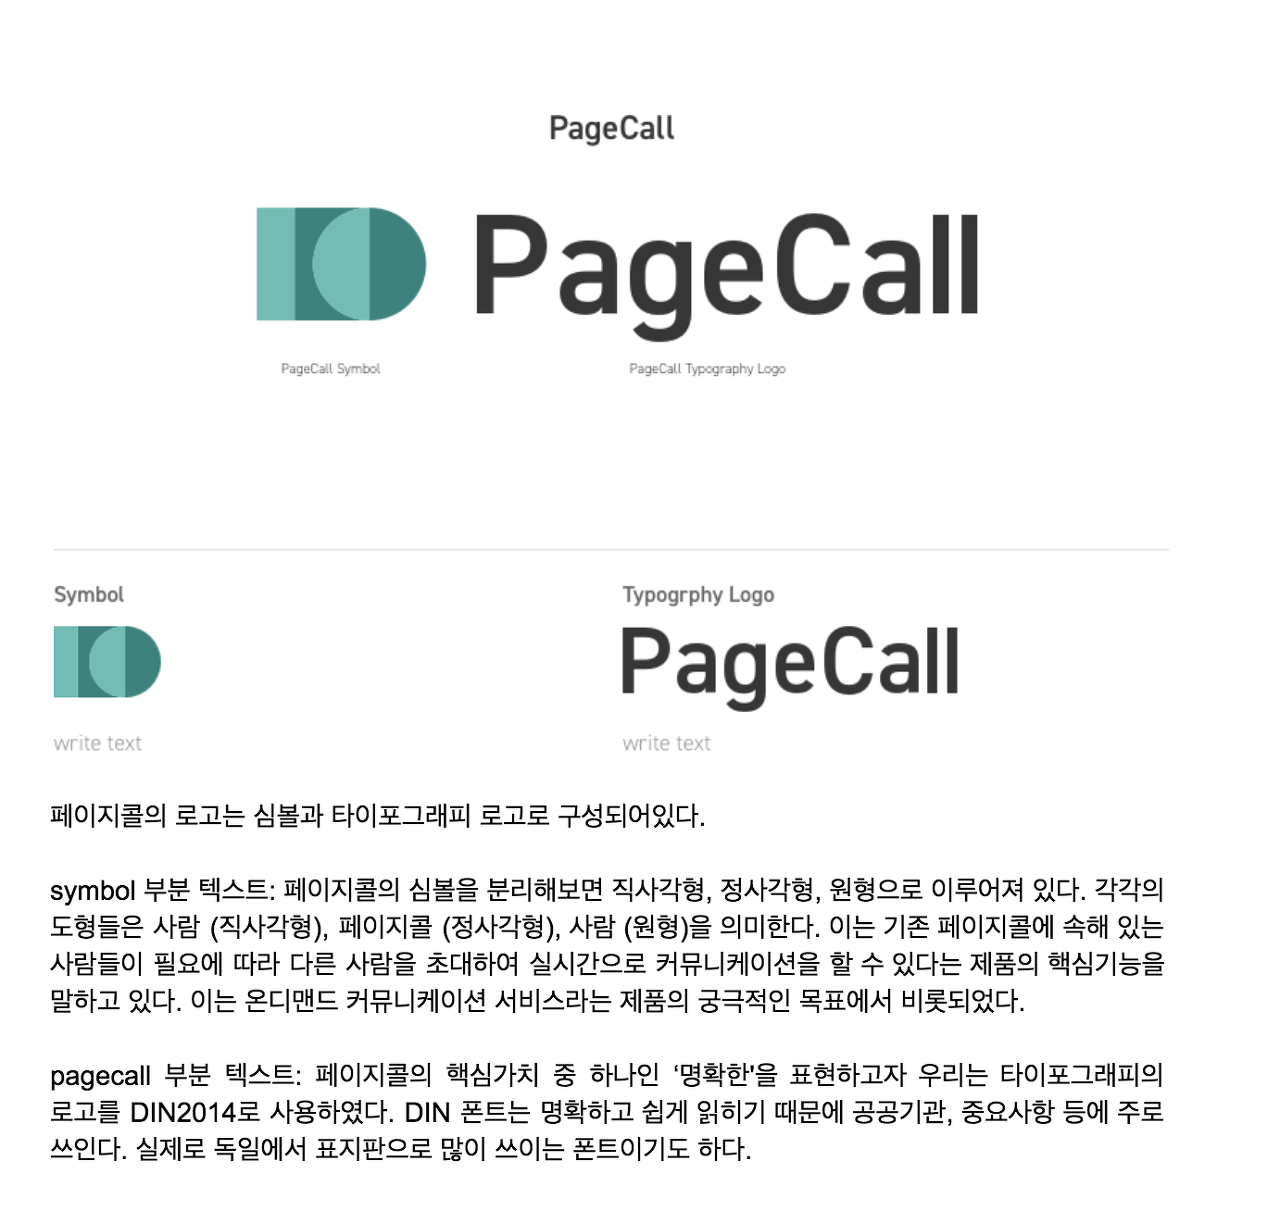 PageCall
PageCall
PageCall Symbol
PageCall Typography Logo
Symbol
Typogrphy Logo
PageCall
write text
write text
페이지콜의 로고는 심볼과 타이포그래피 로고로 구성되어있다.
symbol 부분 텍스트: 페이지콜의 심볼을 분리해보면 직사각형, 정사각형, 원형으로 이루어져 있다. 각각의
도형들은 사람 (직사각형), 페이지콜 (정사각형), 사람 (원형)을 의미한다. 이는 기존 페이지콜에 속해 있는
사람들이 필요에 따라 다른 사람을 초대하여 실시간으로 커뮤니케이션을 할 수 있다는 제품의 핵심기능을
말하고 있다. 이는 온디맨드 커뮤니케이션 서비스라는 제품의 궁극적인 목표에서 비롯되었다.
pagecall 부분 텍스트: 페이지콜의 핵심가치 중 하나인 ‘명확한'을 표현하고자 우리는 타이포그래피의
로고를 DIN2014로 사용하였다. DIN 폰트는 명확하고 쉽게 읽히기 때문에 공공기관, 중요사항 등에 주로
쓰인다. 실제로 독일에서 표지판으로 많이 쓰이는 폰트이기도 하다.